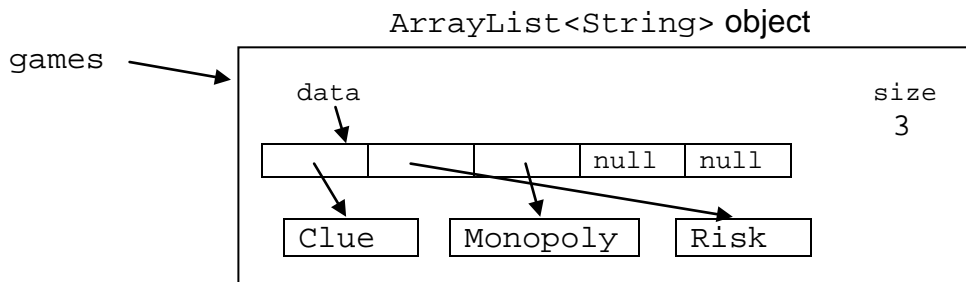 ArrayList<String> object
games
data size
3
null null
Clue Monopoly Risk